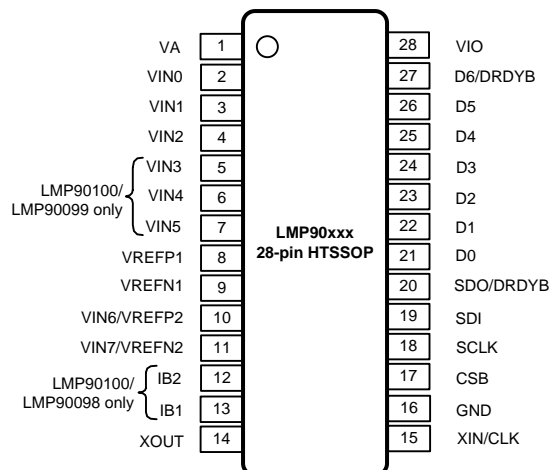 VA 1
VIN0 2
VIN1 3
VIN2 4
VIN3 5
VIN4 6
VIN5 7
LMP90100/
LMP90099 only
VREFP1 8
VREFN1 9
VIN6/VREFP2 10
VIN7/VREFN2 11
IB2 12
IB1 13
LMP90100/
LMP90098 only
XOUT 14
LMP90xxx
28-pin HTSSOP
28 VIO
27 D6/DRDYB
26 D5
25 D4
24 D3
23 D2
22 D1
21 D0
20 SDO/DRDYB
19 SDI
18 SCLK
17 CSB
16 GND
15 XIN/CLK